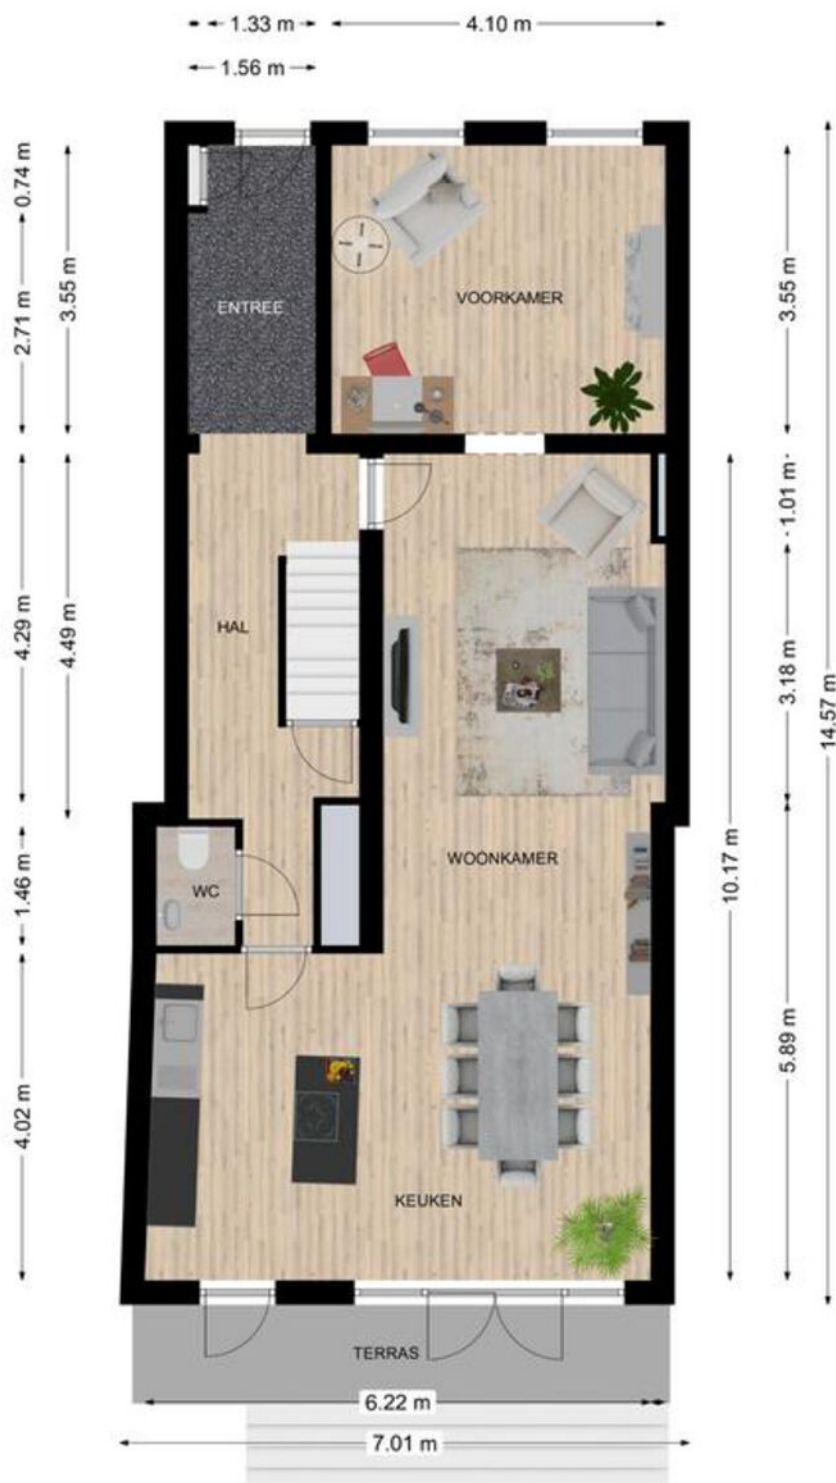 1.33 m
4.10 m
1.56 m
0.74 m
2.71 m
3.55 m
ENTREE
VOORKAMER
3.55 m
1.01 m
4.29 m
4.49 m
HAL
3.18 m
14.57 m
10.17 m
WOONKAMER
1.46 m
WC
5.89 m
4.02 m
KEUKEN
TERRAS
6.22 m
7.01 m